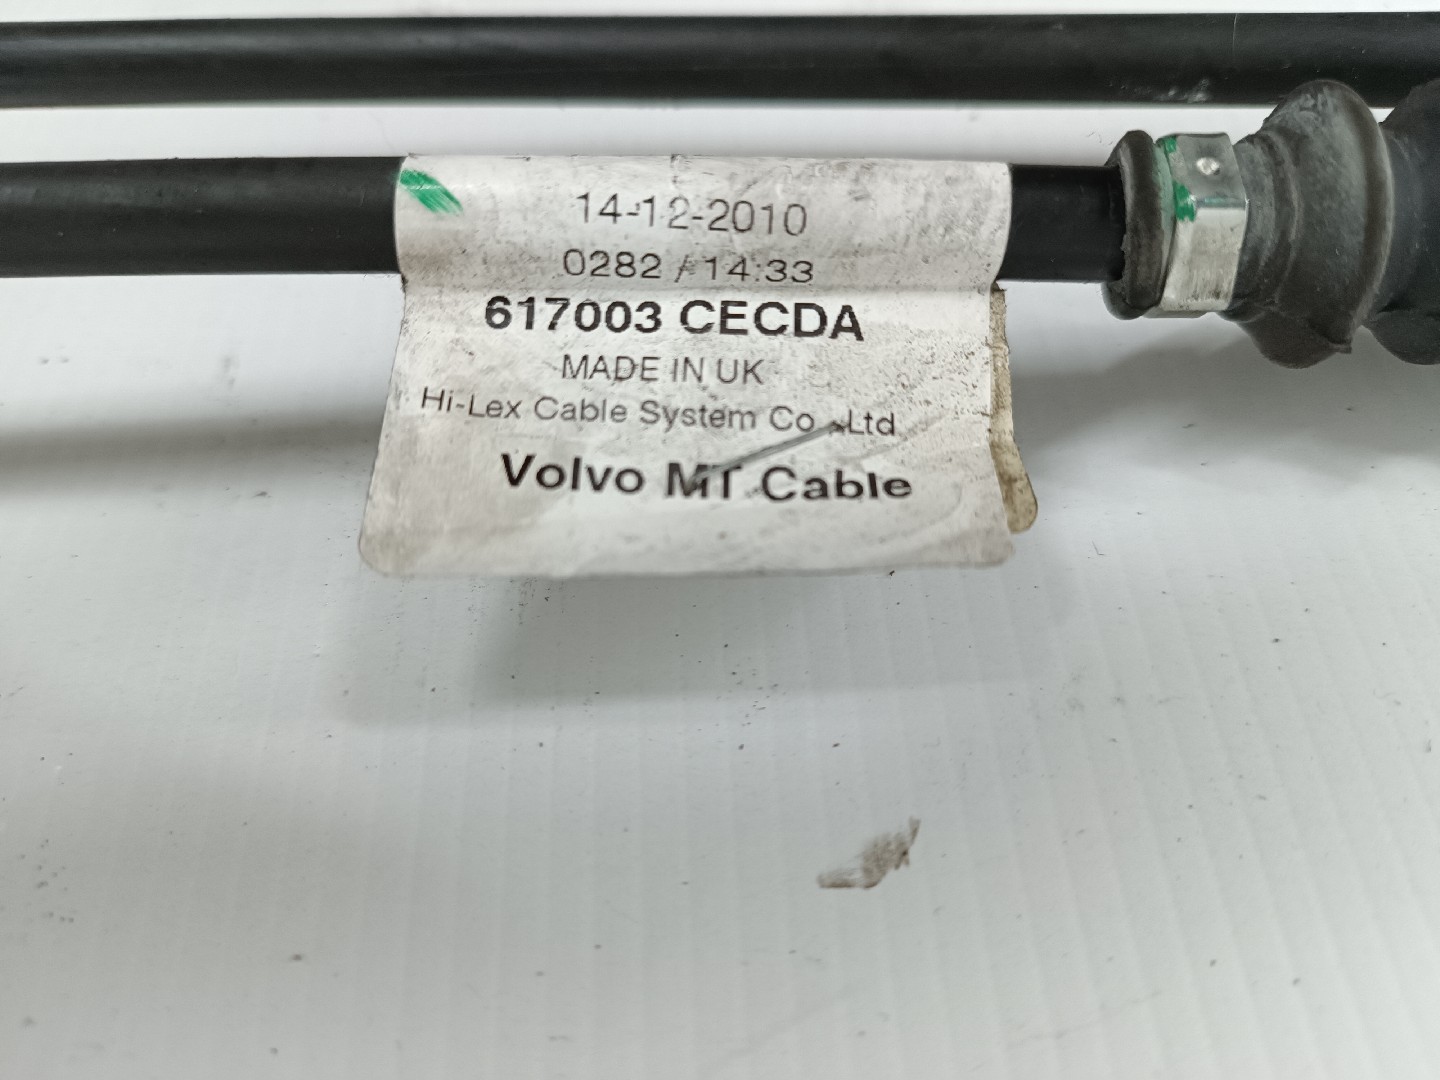 14-12-2010
0282 / 14:33
617003 CECDA
MADE IN UK
Hi-Lex Cable System Co .,Ltd
Volvo MT Cable